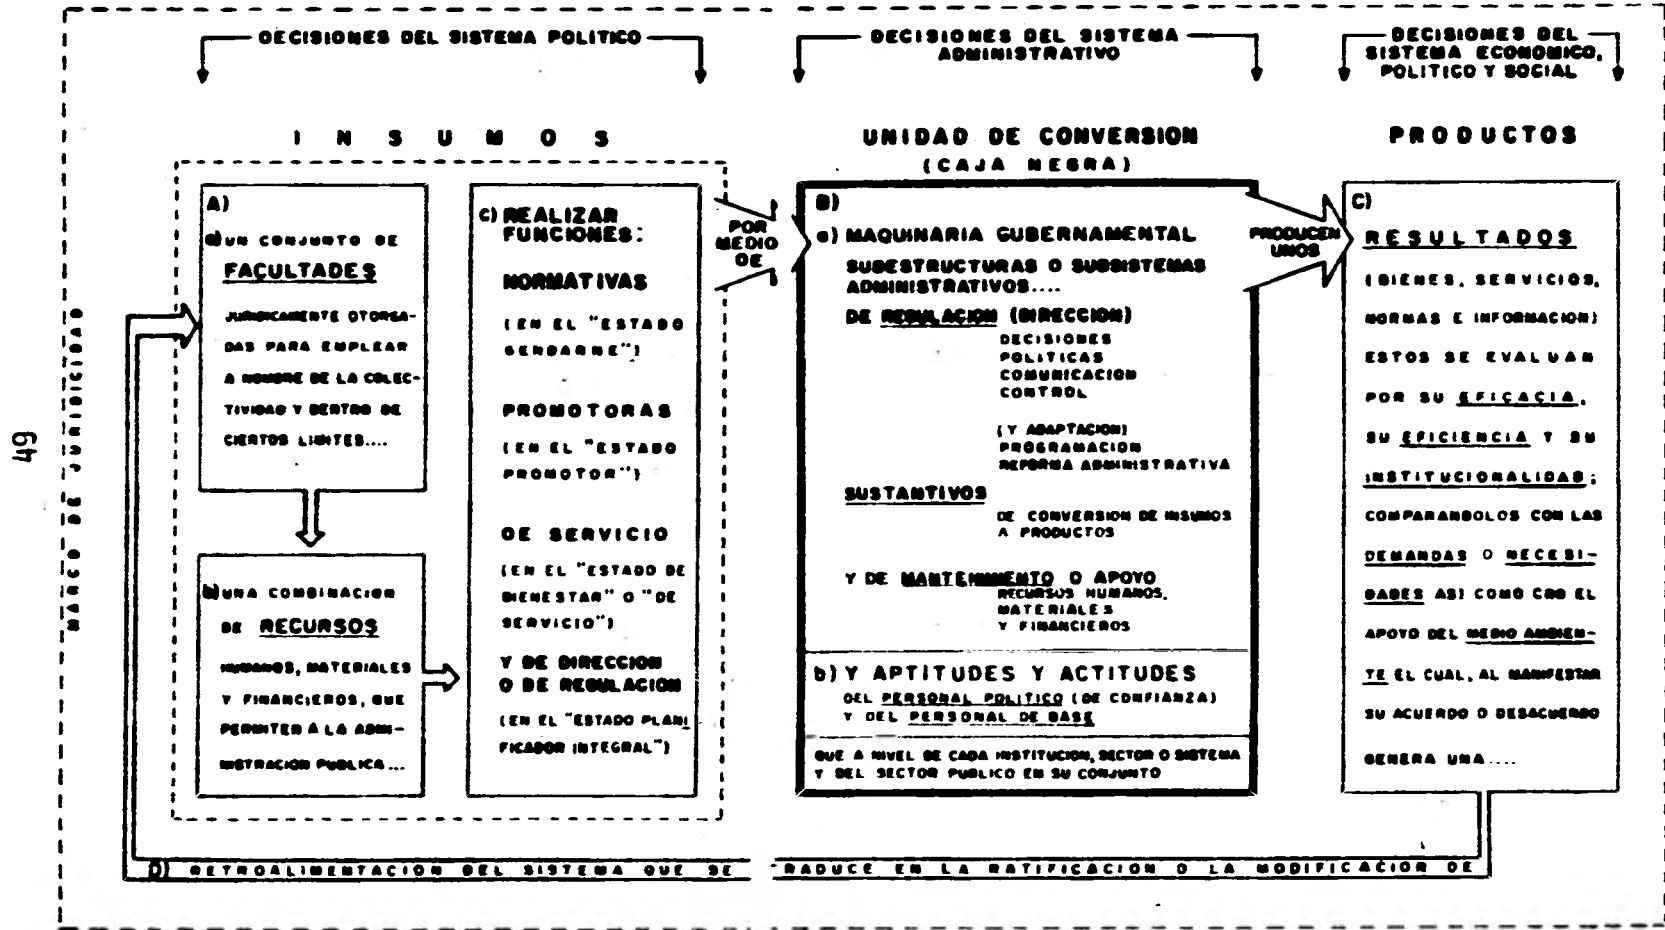 DECISIONES DEL SISTEMA POLITICO
DECISIONES DEL SISTEMA
ADMINISTRATIVO
DECISIONES DEL
SISTEMA ECONOMICO,
POLITICO Y SOCIAL
INSUMOS
UNIDAD DE CONVERSION
(CAJA NEGRA)
PRODUCTOS
49
MARCO DE JURIDICIDAD
A)
a) UN CONJUNTO DE
FACULTADES
JURIDICAMENTE OTORGA-
DAS PARA EMPLEAR
A NOMBRE DE LA COLEC-
TIVIDAD Y DENTRO DE
CIERTOS LIMITES....
b) UNA COMBINACION
DE RECURSOS
HUMANOS, MATERIALES
Y FINANCIEROS, QUE
PERMITEN A LA ADMI-
NISTRACION PUBLICA...
c) REALIZAR
FUNCIONES:
NORMATIVAS
(EN EL "ESTADO
GENDARME")
PROMOTORAS
(EN EL "ESTADO
PROMOTOR")
DE SERVICIO
(EN EL "ESTADO DE
BIENESTAR" O "DE
SERVICIO")
Y DE DIRECCION
O DE REGULACION
(EN EL "ESTADO PLANI
FICADOR INTEGRAL")
POR
MEDIO
DE
B)
a) MAQUINARIA GUBERNAMENTAL
SUBESTRUCTURAS O SUBSISTEMAS
ADMINISTRATIVOS....
DE REGULACION (DIRECCION)
DECISIONES
POLITICAS
COMUNICACION
CONTROL
(Y ADAPTACION)
PROGRAMACION
REFORMA ADMINISTRATIVA
SUSTANTIVOS
DE CONVERSION DE INSUMOS
A PRODUCTOS
Y DE MANTENIMIENTO O APOYO
RECURSOS HUMANOS,
MATERIALES
Y FINANCIEROS
b) Y APTITUDES Y ACTITUDES
DEL PERSONAL POLITICO (DE CONFIANZA)
Y DEL PERSONAL DE BASE
QUE A NIVEL DE CADA INSTITUCION, SECTOR O SISTEMA
Y DEL SECTOR PUBLICO EN SU CONJUNTO
PRODUCEN
UNOS
C)
RESULTADOS
(BIENES, SERVICIOS,
NORMAS E INFORMACION)
ESTOS SE EVALUAN
POR SU EFICACIA,
SU EFICIENCIA Y SU
INSTITUCIONALIDAD;
COMPARANDOLOS CON LAS
DEMANDAS O NECESI-
DADES ASI COMO CON EL
APOYO DEL MEDIO AMBIEN-
TE EL CUAL, AL MANIFESTAR
SU ACUERDO O DESACUERDO
GENERA UNA....
D) RETROALIMENTACION DEL SISTEMA QUE SE TRADUCE EN LA RATIFICACION O LA MODIFICACION DE